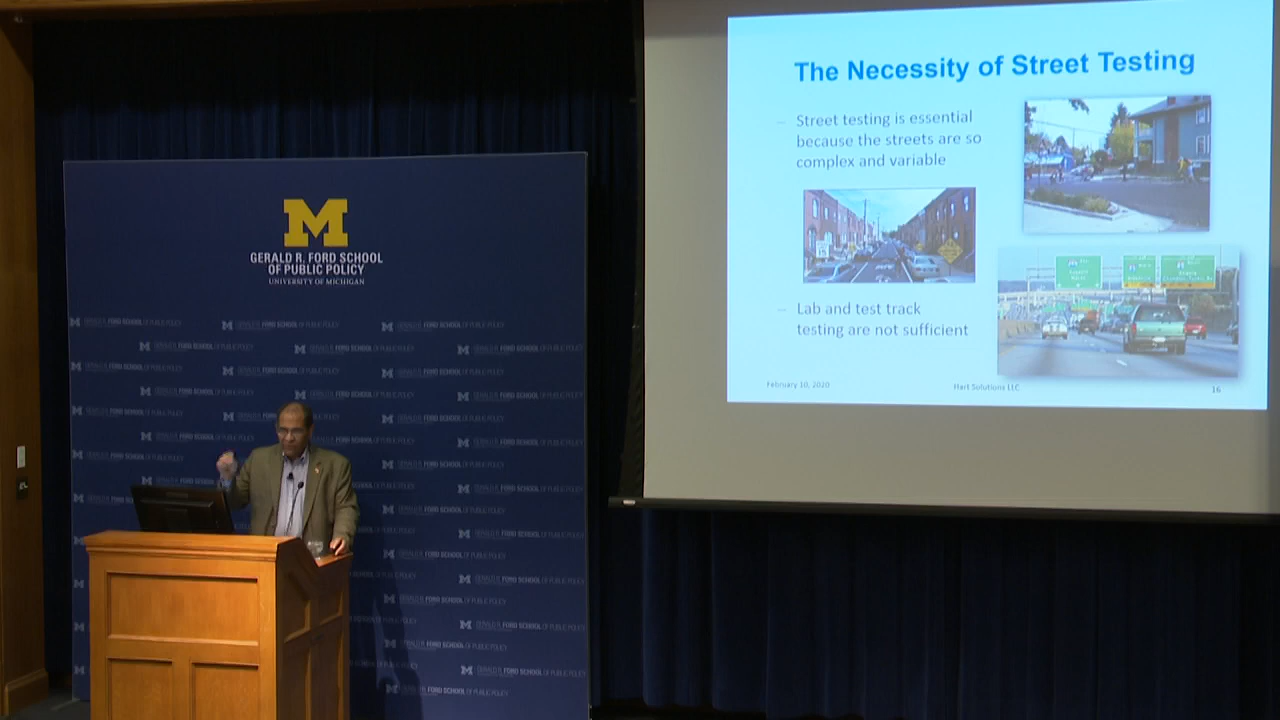 M
GERALD R. FORD SCHOOL
OF PUBLIC POLICY
UNIVERSITY OF MICHIGAN
The Necessity of Street Testing
– Street testing is essential
because the streets are so
complex and variable
– Lab and test track
testing are not sufficient
February 10, 2020
Hart Solutions LLC
16